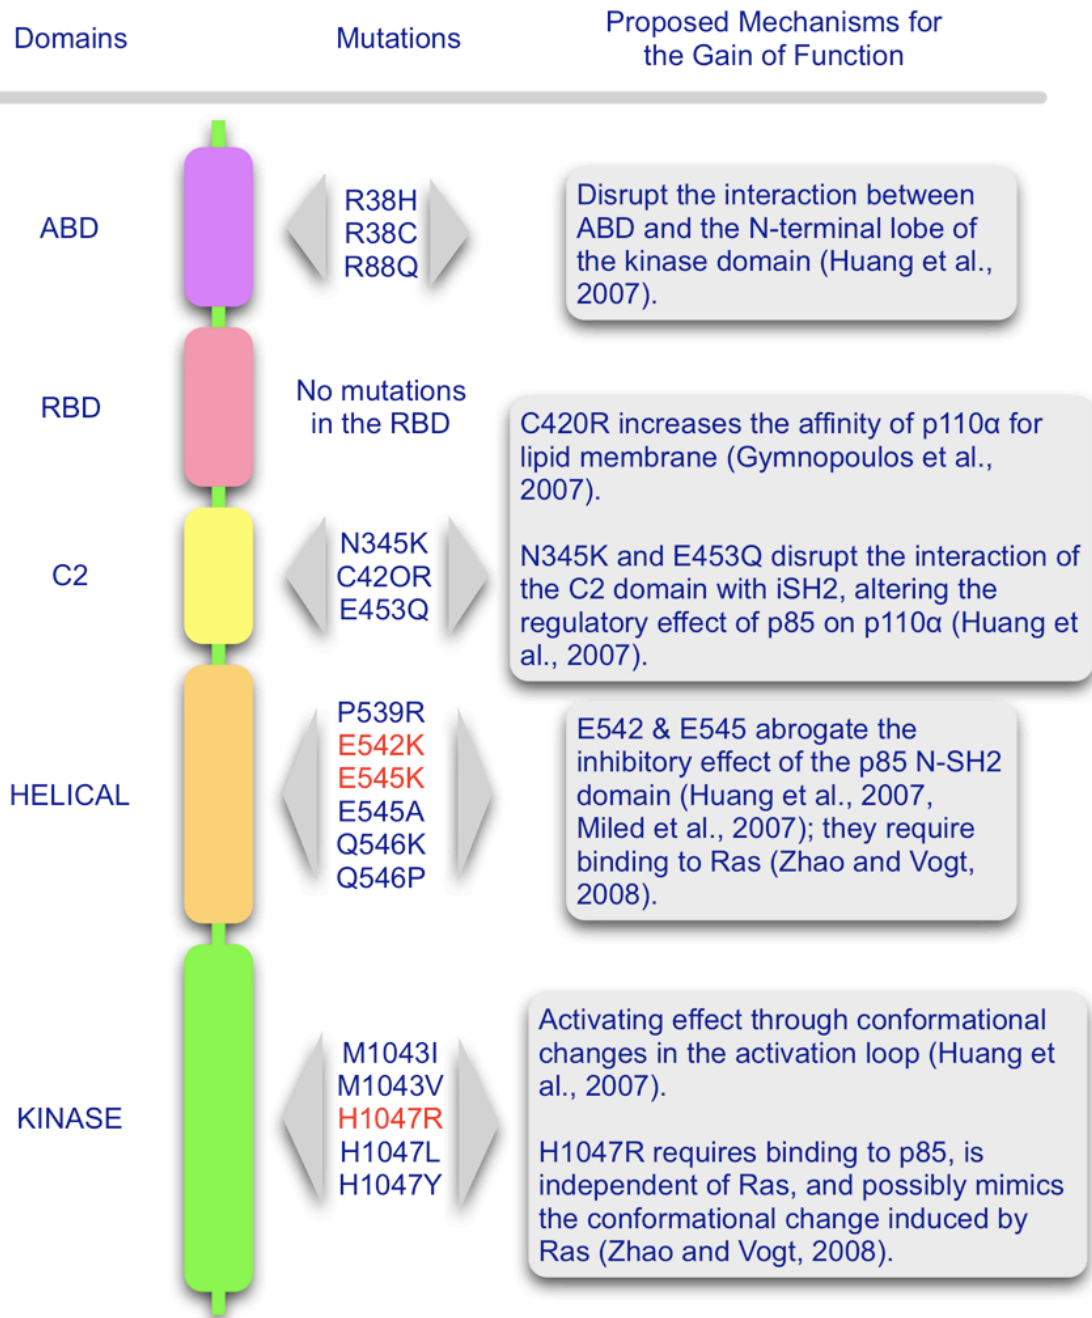 Domains
Mutations
Proposed Mechanisms for
the Gain of Function
ABD
R38H
R38C
R88Q
Disrupt the interaction between
ABD and the N-terminal lobe of
the kinase domain (Huang et al.,
2007).
RBD
No mutations
in the RBD
C2
N345K
C42OR
E453Q
C420R increases the affinity of p110α for
lipid membrane (Gymnopoulos et al.,
2007).
N345K and E453Q disrupt the interaction of
the C2 domain with iSH2, altering the
regulatory effect of p85 on p110α (Huang et
al., 2007).
HELICAL
P539R
E542K
E545K
E545A
Q546K
Q546P
E542 & E545 abrogate the
inhibitory effect of the p85 N-SH2
domain (Huang et al., 2007,
Miled et al., 2007); they require
binding to Ras (Zhao and Vogt,
2008).
KINASE
M1043I
M1043V
H1047R
H1047L
H1047Y
Activating effect through conformational
changes in the activation loop (Huang et
al., 2007).
H1047R requires binding to p85, is
independent of Ras, and possibly mimics
the conformational change induced by
Ras (Zhao and Vogt, 2008).